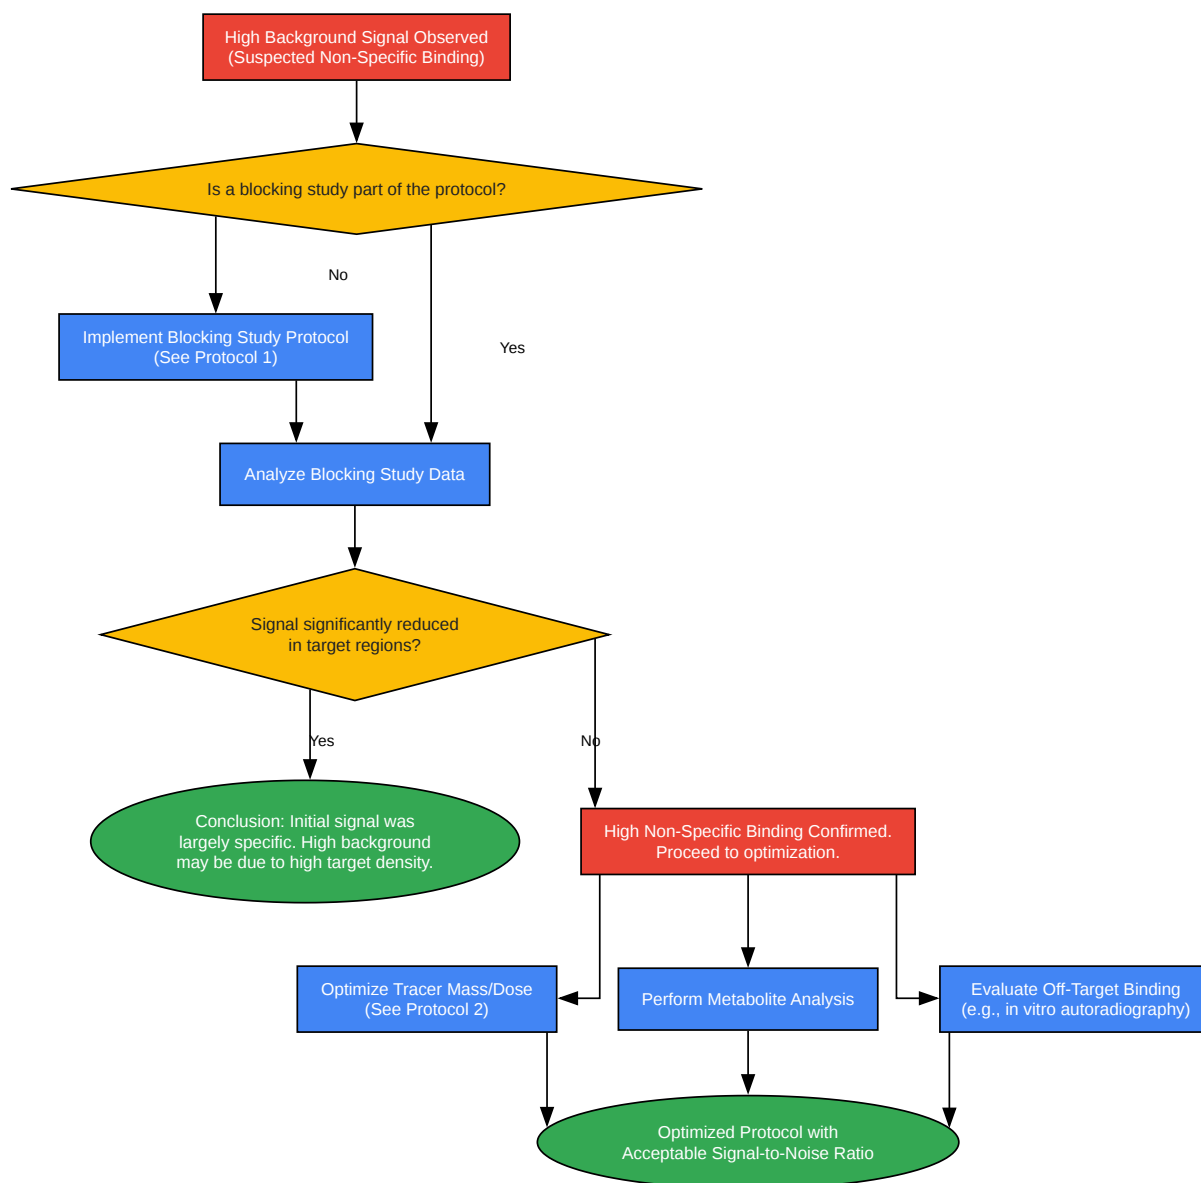 High Background Signal Observed
(Suspected Non-Specific Binding)
Is a blocking study part of the protocol?
No
Implement Blocking Study Protocol
(See Protocol 1)
Yes
Analyze Blocking Study Data
Signal significantly reduced
in target regions?
Yes
No
Conclusion: Initial signal was
largely specific. High background
may be due to high target density.
High Non-Specific Binding Confirmed.
Proceed to optimization.
Optimize Tracer Mass/Dose
(See Protocol 2)
Perform Metabolite Analysis
Evaluate Off-Target Binding
(e.g., in vitro autoradiography)
Optimized Protocol with
Acceptable Signal-to-Noise Ratio